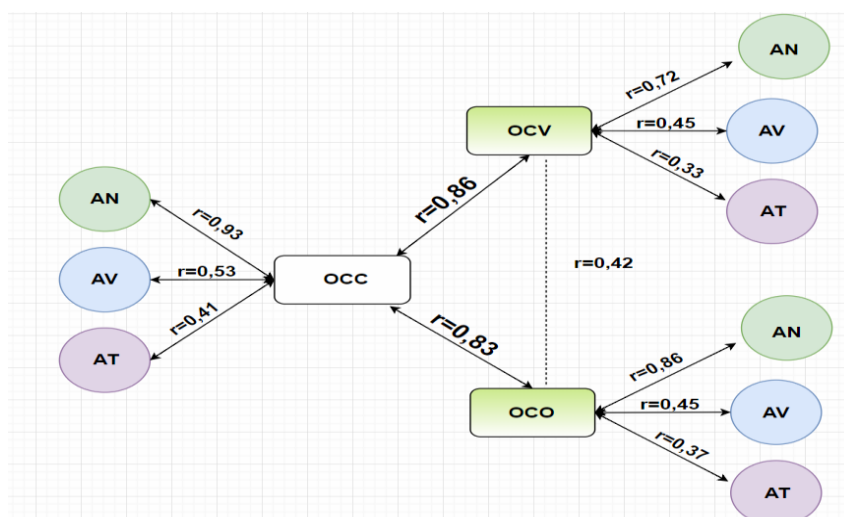 AN
r=0,72
OCV
r=0,45
AV
r=0,33
AT
r=0,86
AN
r=0,93
AV
r=0,53
OCC
r=0,42
r=0,41
AT
r=0,83
AN
r=0,86
OCO
r=0,45
AV
r=0,37
AT